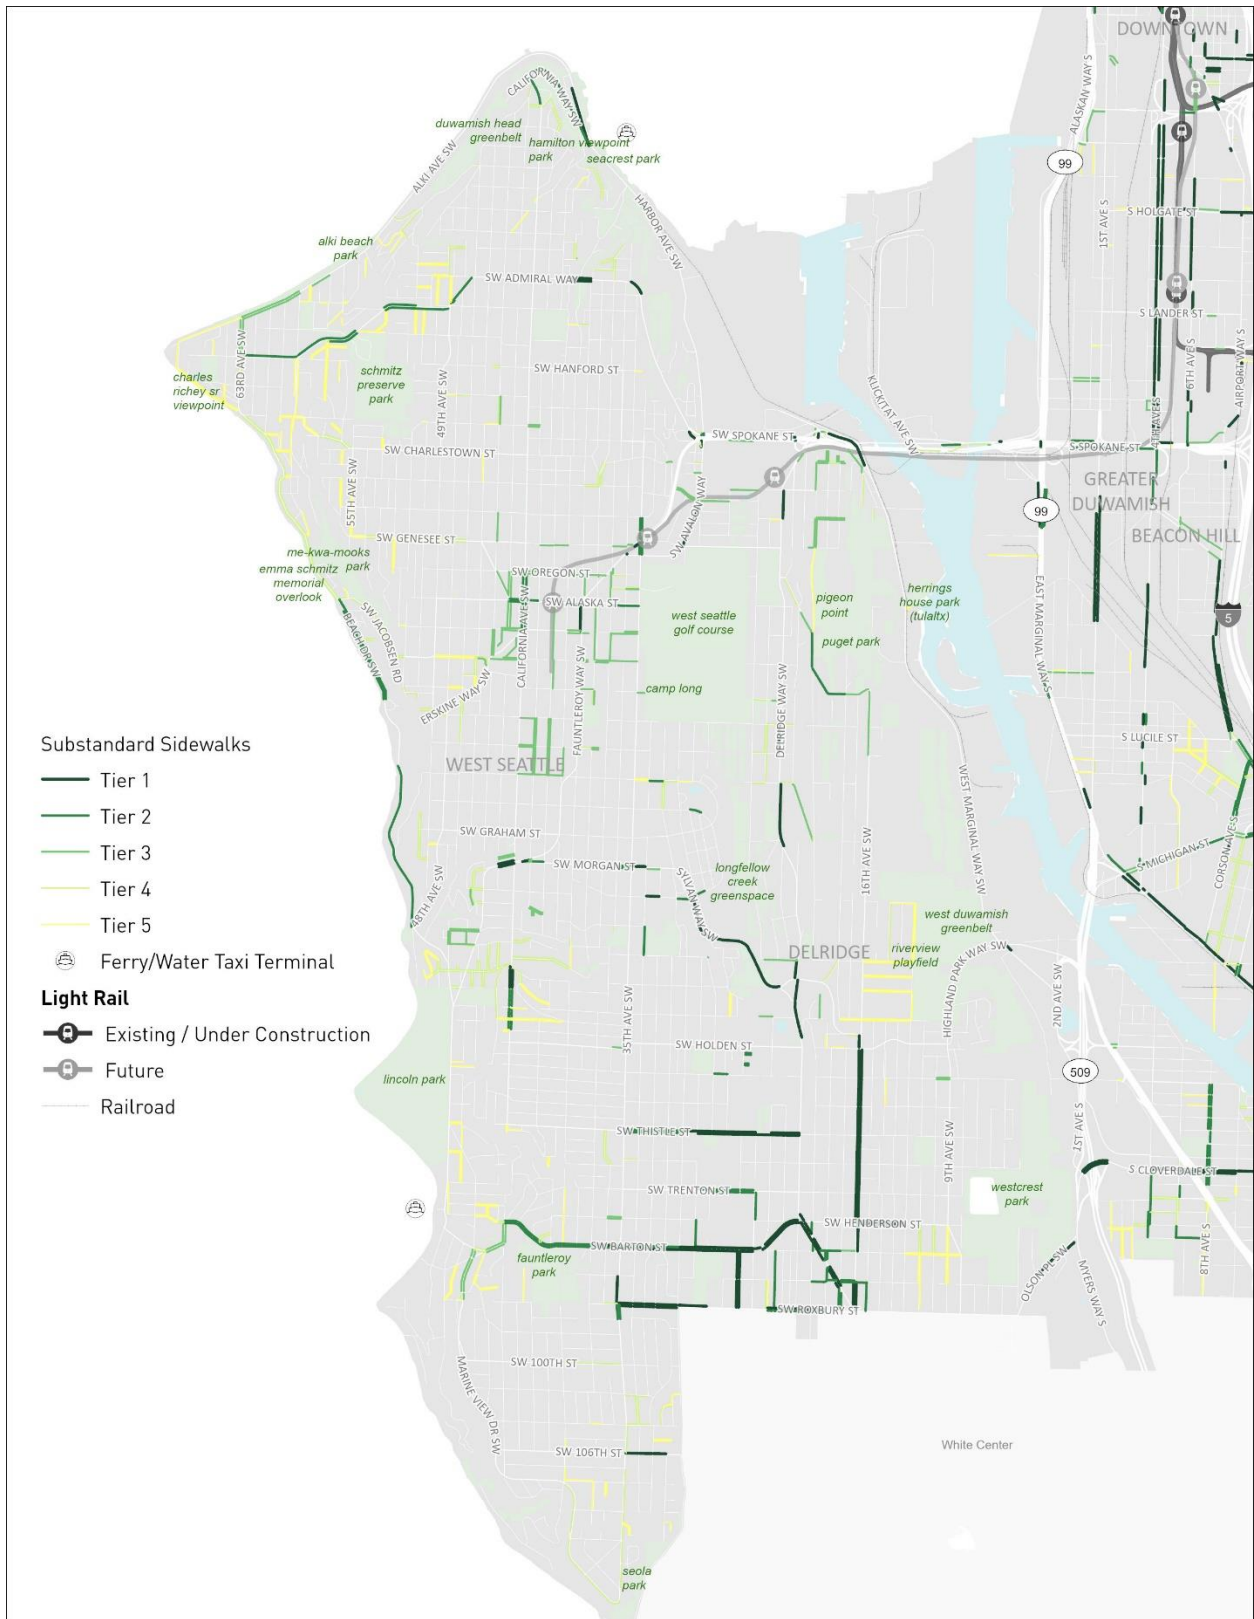 DOWNTOWN
CALIFORNIA WAY SW
ALASKAN WAY S
duwamish head
greenbelt
hamilton viewpoint
park
seacrest park
99
ALKI AVE SW
HARBOR AVE SW
1ST AVE S
S HOLGATE ST
alki beach
park
SW ADMIRAL WAY
S LANDER ST
63RD AVE SW
6TH AVE S
AIRPORT WAY S
charles
richey sr
viewpoint
schmitz
preserve
park
SW HANFORD ST
49TH AVE SW
KLICKITAT AVE SW
4TH AVE S
SW SPOKANE ST
S SPOKANE ST
SW CHARLESTOWN ST
GREATER
DUWAMISH
55TH AVE SW
SW AVALON WAY
99
BEACON HILL
SW GENESEE ST
me-kwa-mooks
park
emma schmitz
memorial
overlook
SW OREGON ST
SW ALASKA ST
west seattle
golf course
pigeon
point
herrings
house park
(tulaltx)
5
EAST MARGINAL WAY S
puget park
BEACH DR SW
SW JACOBSEN RD
CALIFORNIA AVE SW
FAUNTLEROY WAY SW
DELRIDGE WAY SW
camp long
ERSKINE WAY SW
S LUCILE ST
WEST SEATTLE
Substandard Sidewalks
Tier 1
Tier 2
Tier 3
Tier 4
Tier 5
Ferry/Water Taxi Terminal
Light Rail
Existing / Under Construction
Future
Railroad
WEST MARGINAL WAY SW
SW GRAHAM ST
SW MORGAN ST
16TH AVE SW
S MICHIGAN ST
CORSON AVE S
48TH AVE SW
SYLVAN WAY SW
longfellow
creek
greenspace
west duwamish
greenbelt
DELRIDGE
riverview
playfield
HIGHLAND PARK WAY SW
2ND AVE SW
35TH AVE SW
SW HOLDEN ST
lincoln park
509
SW THISTLE ST
9TH AVE SW
1ST AVE S
S CLOVERDALE ST
SW TRENTON ST
westcrest
park
SW HENDERSON ST
SW BARTON ST
fauntleroy
park
OLSON PL SW
MYERS WAY S
8TH AVE S
SW ROXBURY ST
SW 100TH ST
MARINE VIEW DR SW
SW 106TH ST
White Center
seola
park